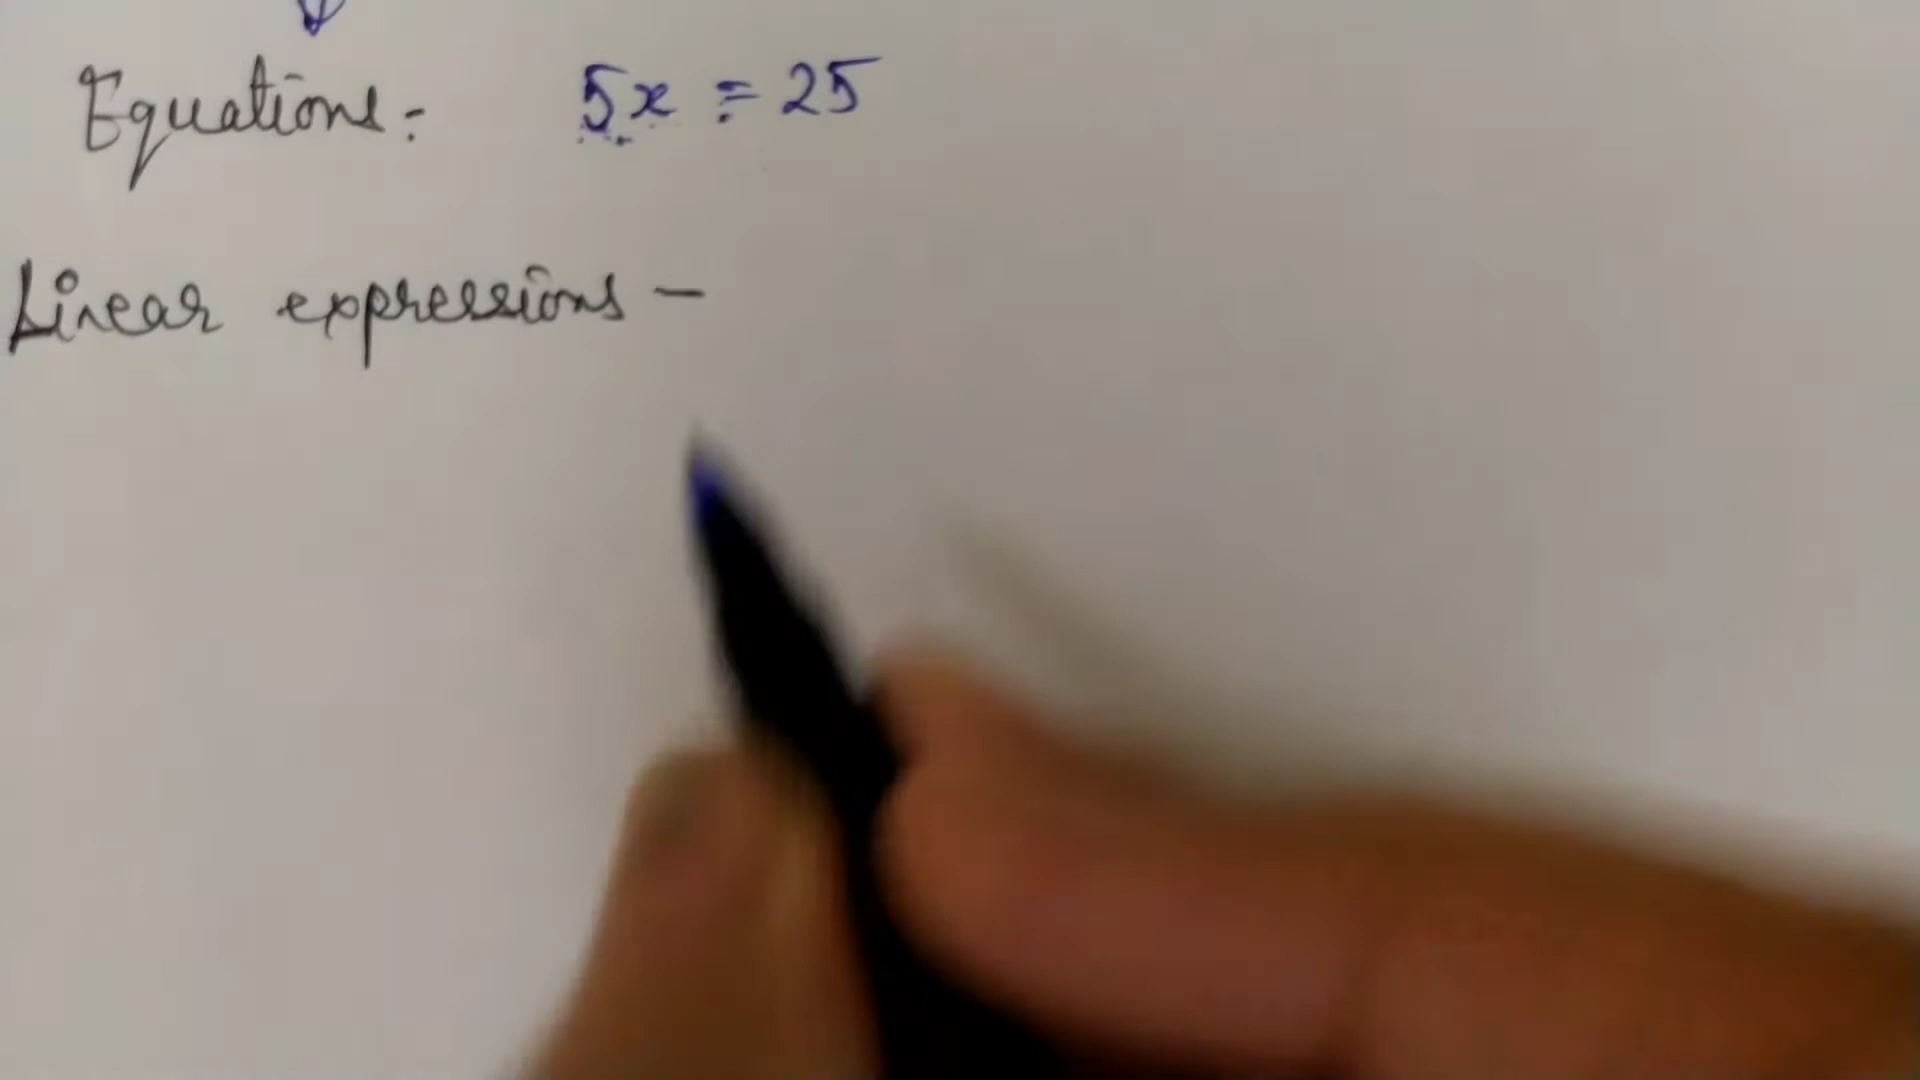 Equations:  5x = 25
Linear expressions -